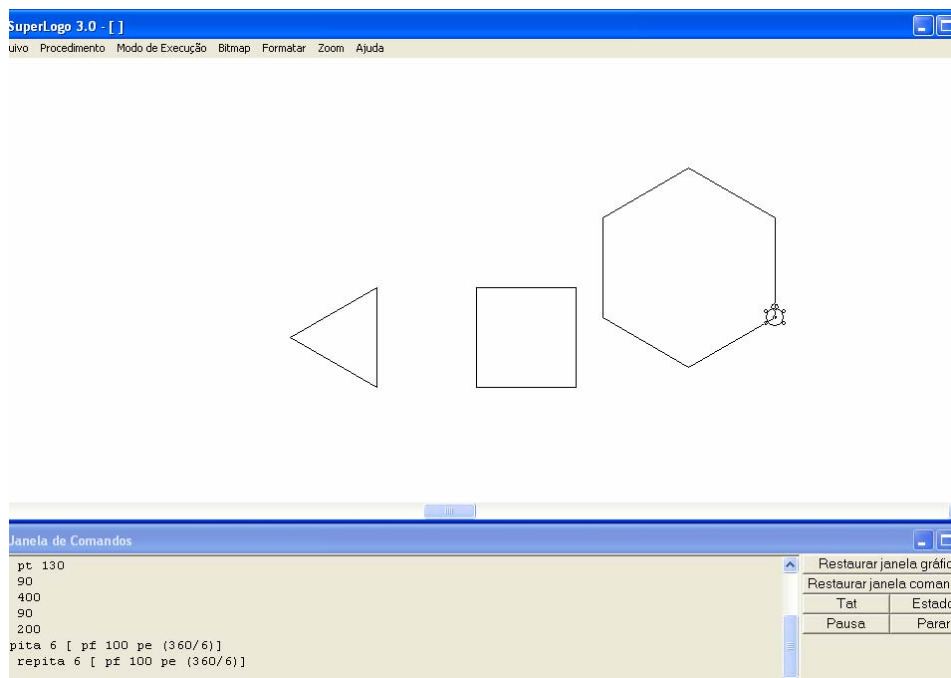 SuperLogo 3.0 - [ ]
uivo Procedimento Modo de Execução Bitmap Formatar Zoom Ajuda
Janela de Comandos
pt 130
90
400
90
200
pita 6 [ pf 100 pe (360/6)]
repita 6 [ pf 100 pe (360/6)]
Restaurar janela gráfic
Restaurar janela coman
Tat Estado
Pausa Parar